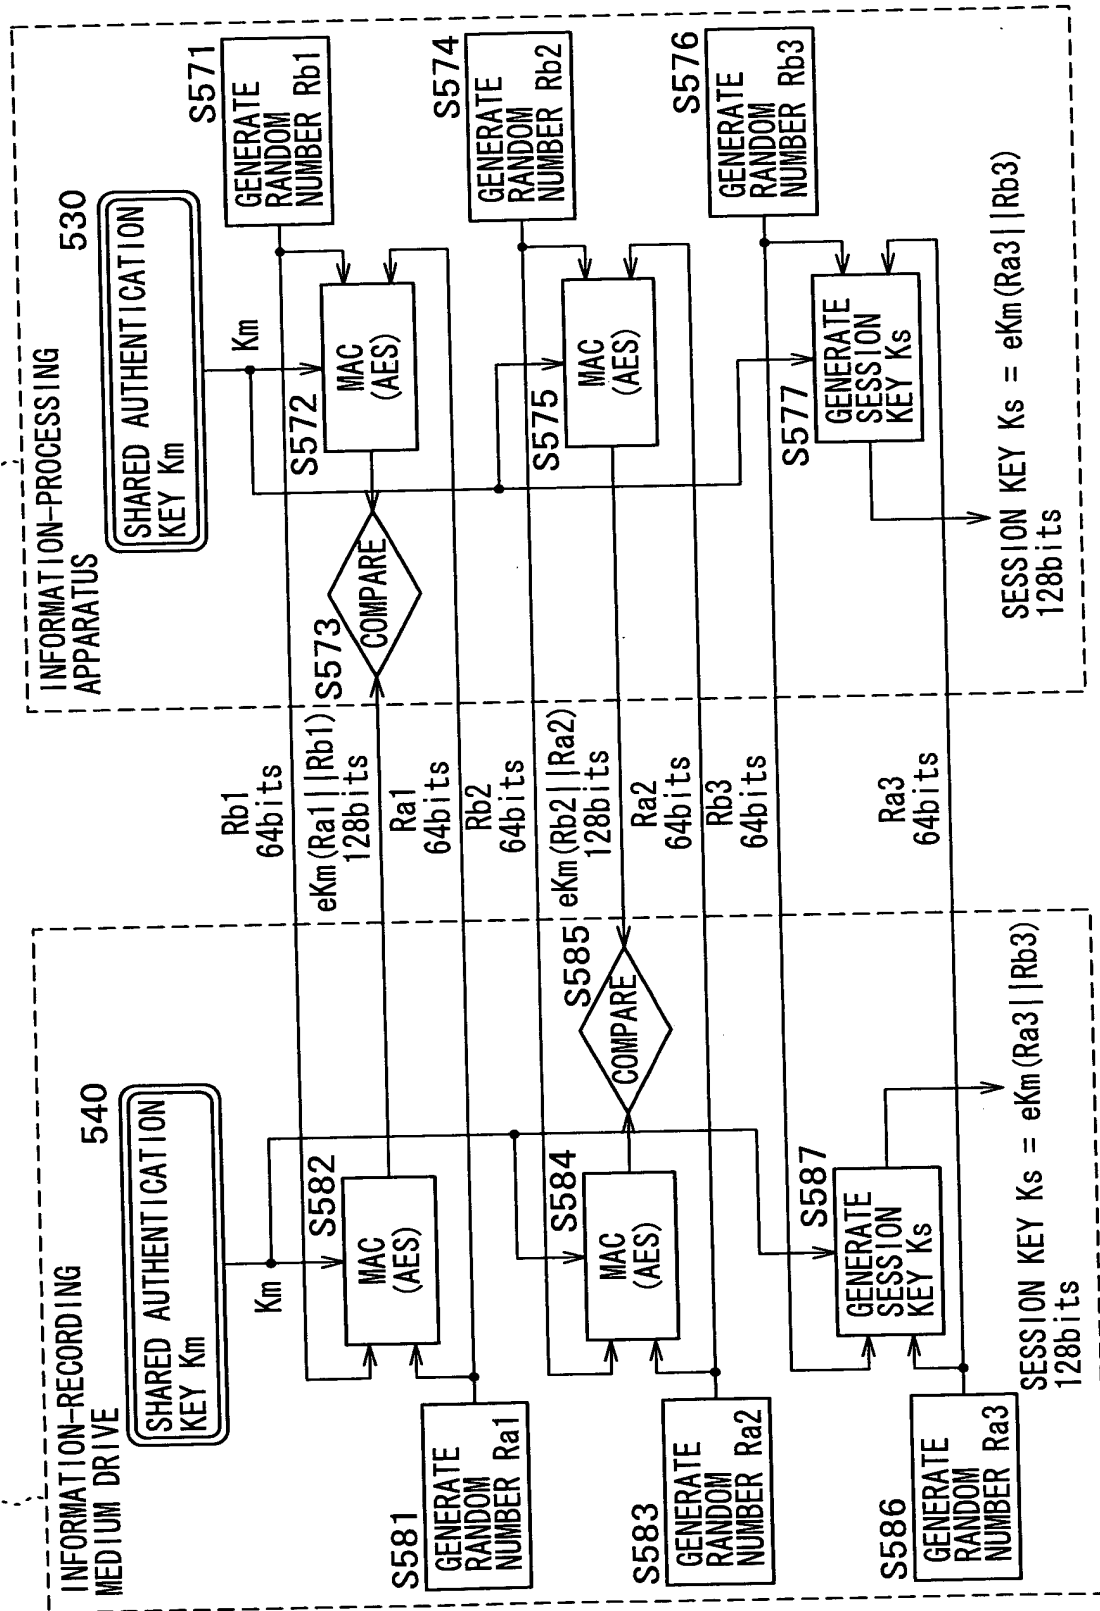 INFORMATION-RECORDING
MEDIUM DRIVE
540
SHARED AUTHENTICATION
KEY Km
Km
S581
GENERATE
RANDOM
NUMBER Ra1
S582
MAC
(AES)
S583
GENERATE
RANDOM
NUMBER Ra2
S584
MAC
(AES)
S585
COMPARE
S586
GENERATE
RANDOM
NUMBER Ra3
S587
GENERATE
SESSION
KEY Ks
SESSION KEY Ks = eKm(Ra3||Rb3)
128bits
Rb1
64bits
eKm(Ra1||Rb1)
128bits
Ra1
64bits
Rb2
64bits
eKm(Rb2||Ra2)
128bits
Ra2
64bits
Rb3
64bits
Ra3
64bits
INFORMATION-PROCESSING
APPARATUS
530
SHARED AUTHENTICATION
KEY Km
Km
S571
GENERATE
RANDOM
NUMBER Rb1
S572
MAC
(AES)
S573
COMPARE
S574
GENERATE
RANDOM
NUMBER Rb2
S575
MAC
(AES)
S576
GENERATE
RANDOM
NUMBER Rb3
S577
GENERATE
SESSION
KEY Ks
SESSION KEY Ks = eKm(Ra3||Rb3)
128bits